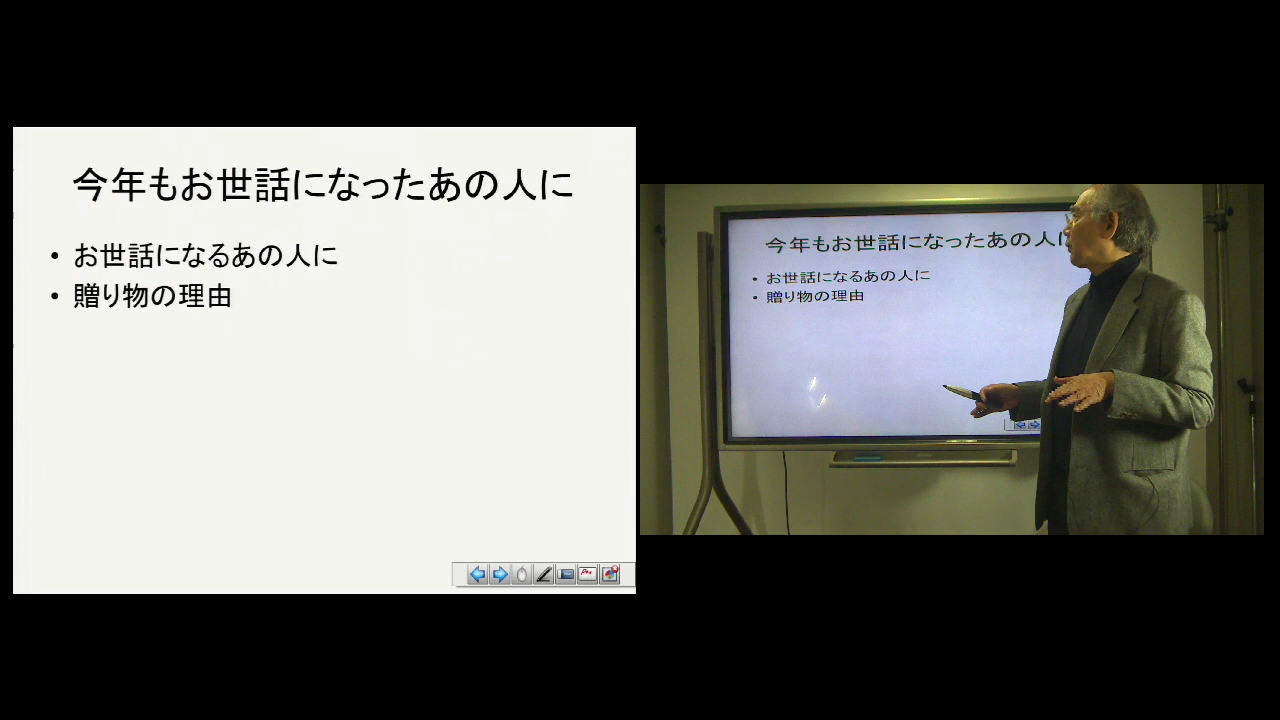 今年もお世話になったあの人に
• お世話になるあの人に
• 贈り物の理由
今年もお世話になったあの人に
• お世話になるあの人に
• 贈り物の理由